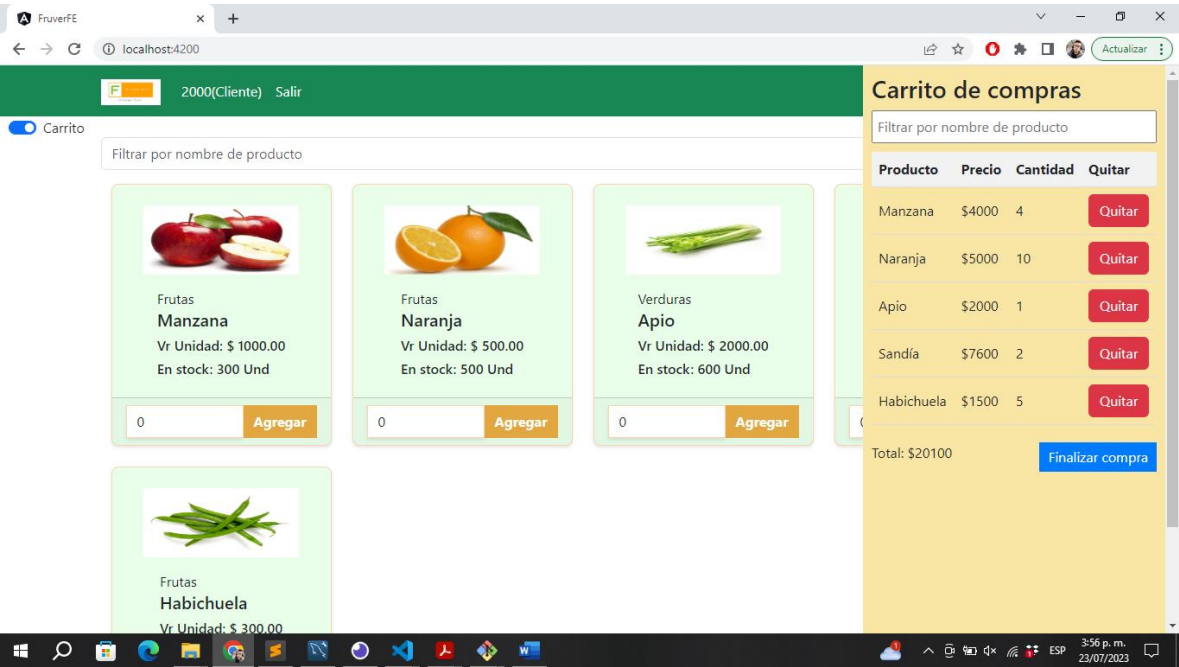 FruverFE
localhost:4200
Actualizar
F
2000(Cliente) Salir
Carrito
Filtrar por nombre de producto
Frutas
Manzana
Vr Unidad: $ 1000.00
En stock: 300 Und
0 Agregar
Frutas
Naranja
Vr Unidad: $ 500.00
En stock: 500 Und
0 Agregar
Verduras
Apio
Vr Unidad: $ 2000.00
En stock: 600 Und
0 Agregar
Frutas
Habichuela
Vr Unidad: $ 300.00
Carrito de compras
Filtrar por nombre de producto
Producto Precio Cantidad Quitar
Manzana $4000 4 Quitar
Naranja $5000 10 Quitar
Apio $2000 1 Quitar
Sandía $7600 2 Quitar
Habichuela $1500 5 Quitar
Total: $20100
Finalizar compra
ESP
3:56 p. m.
23/07/2023